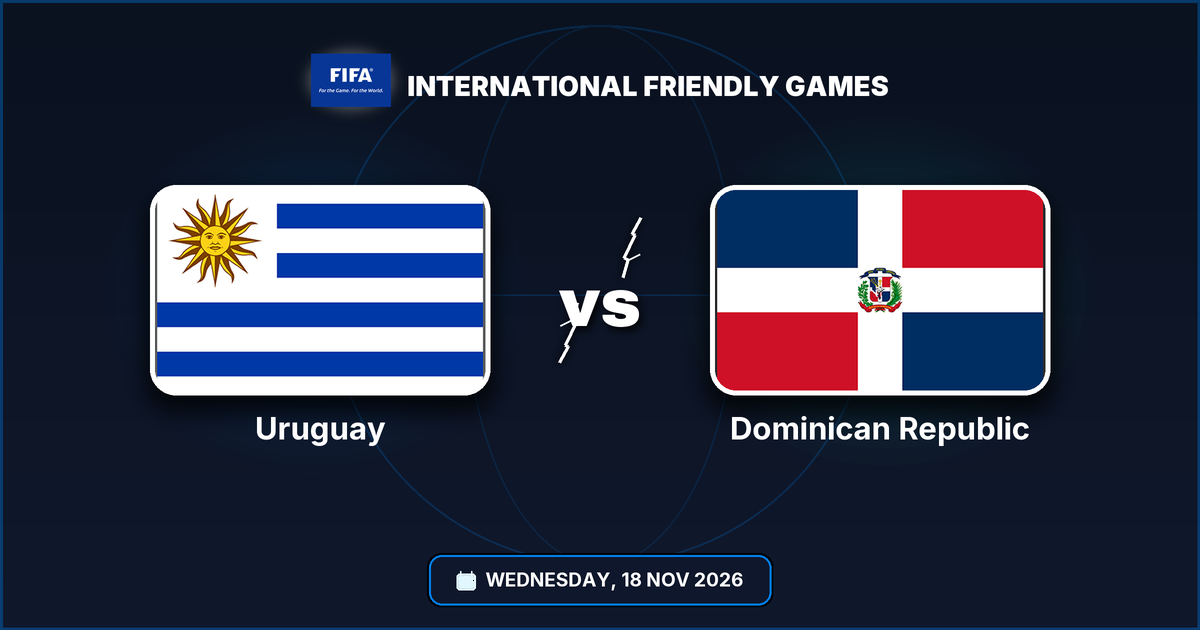 FIFA®
For the Game. For the World.
INTERNATIONAL FRIENDLY GAMES
vs
Uruguay
Dominican Republic
WEDNESDAY, 18 NOV 2026